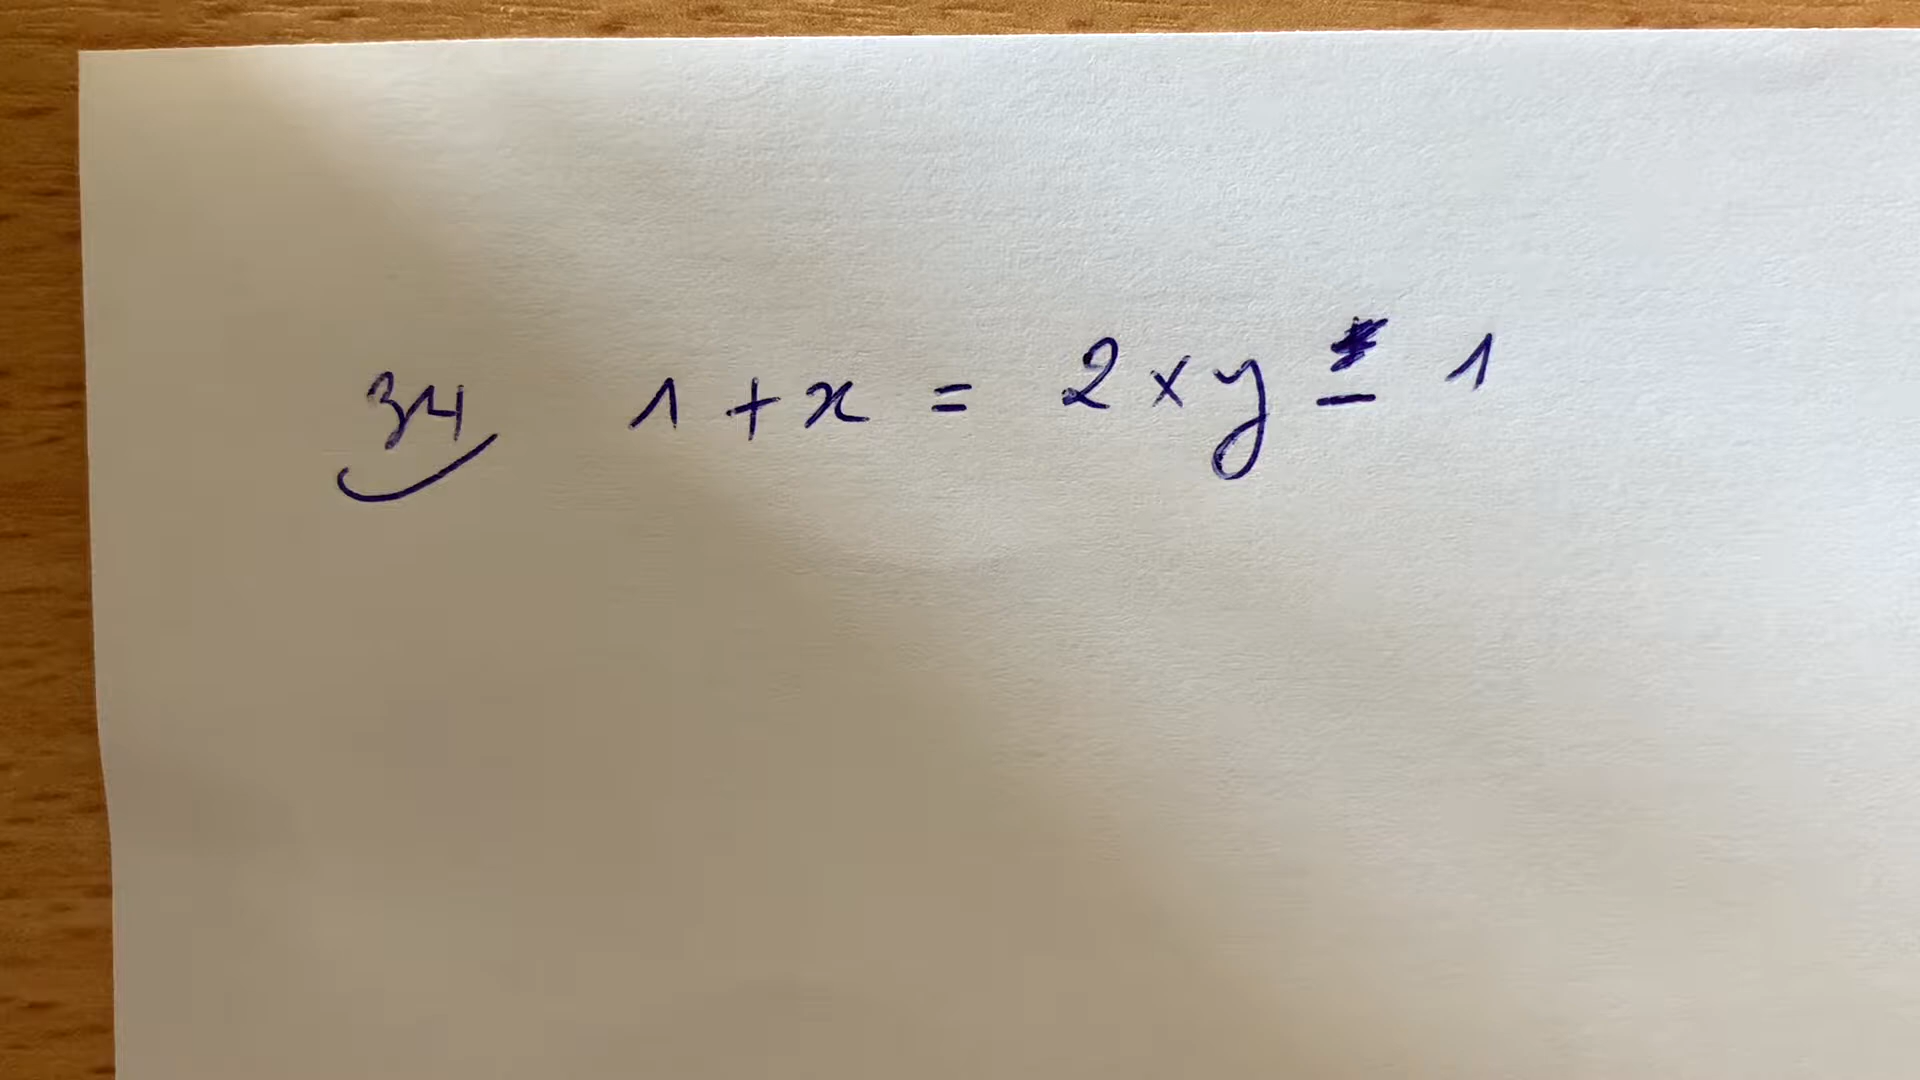 34 1 + x = 2 × y - 1